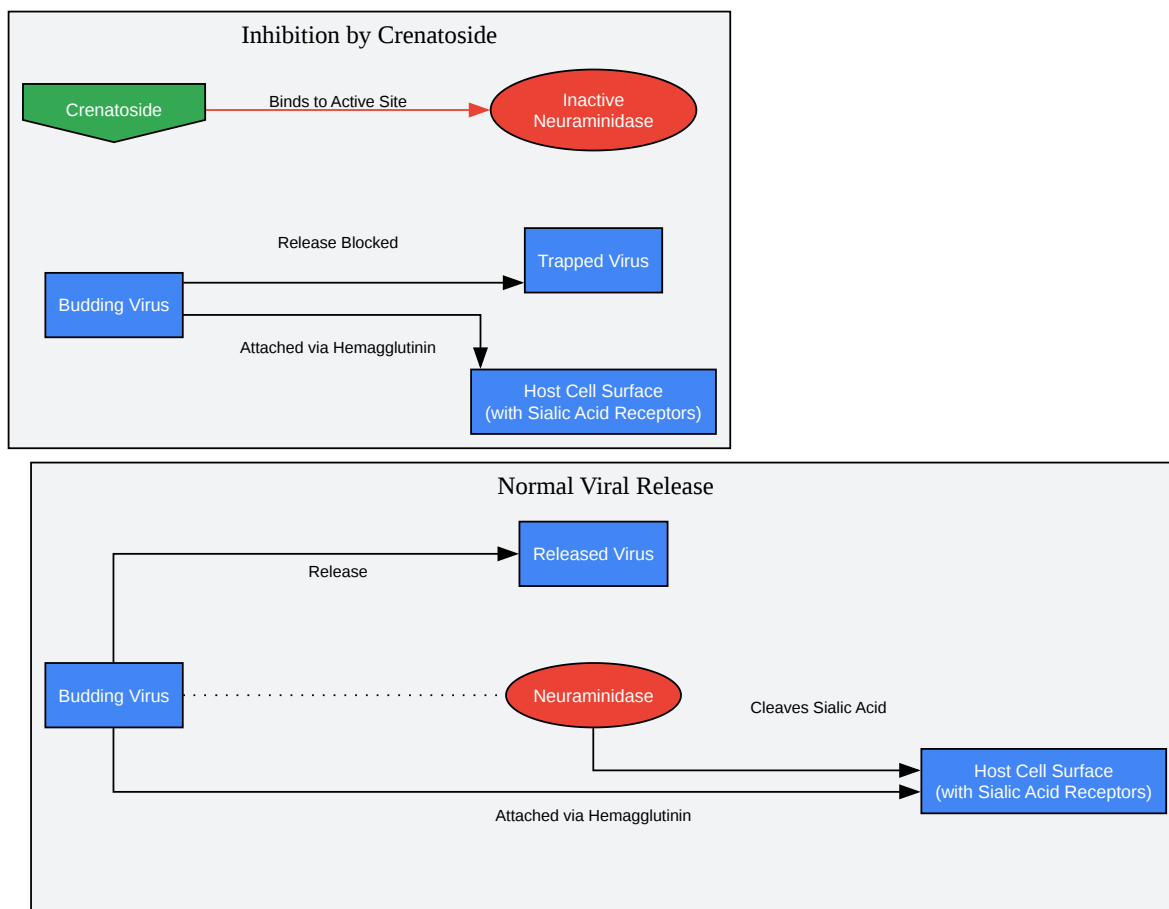 Inhibition by Crenatoside
Crenatoside
Binds to Active Site
Inactive
Neuraminidase
Release Blocked
Trapped Virus
Budding Virus
Attached via Hemagglutinin
Host Cell Surface
(with Sialic Acid Receptors)
Normal Viral Release
Released Virus
Release
Budding Virus
Neuraminidase
Cleaves Sialic Acid
Host Cell Surface
(with Sialic Acid Receptors)
Attached via Hemagglutinin